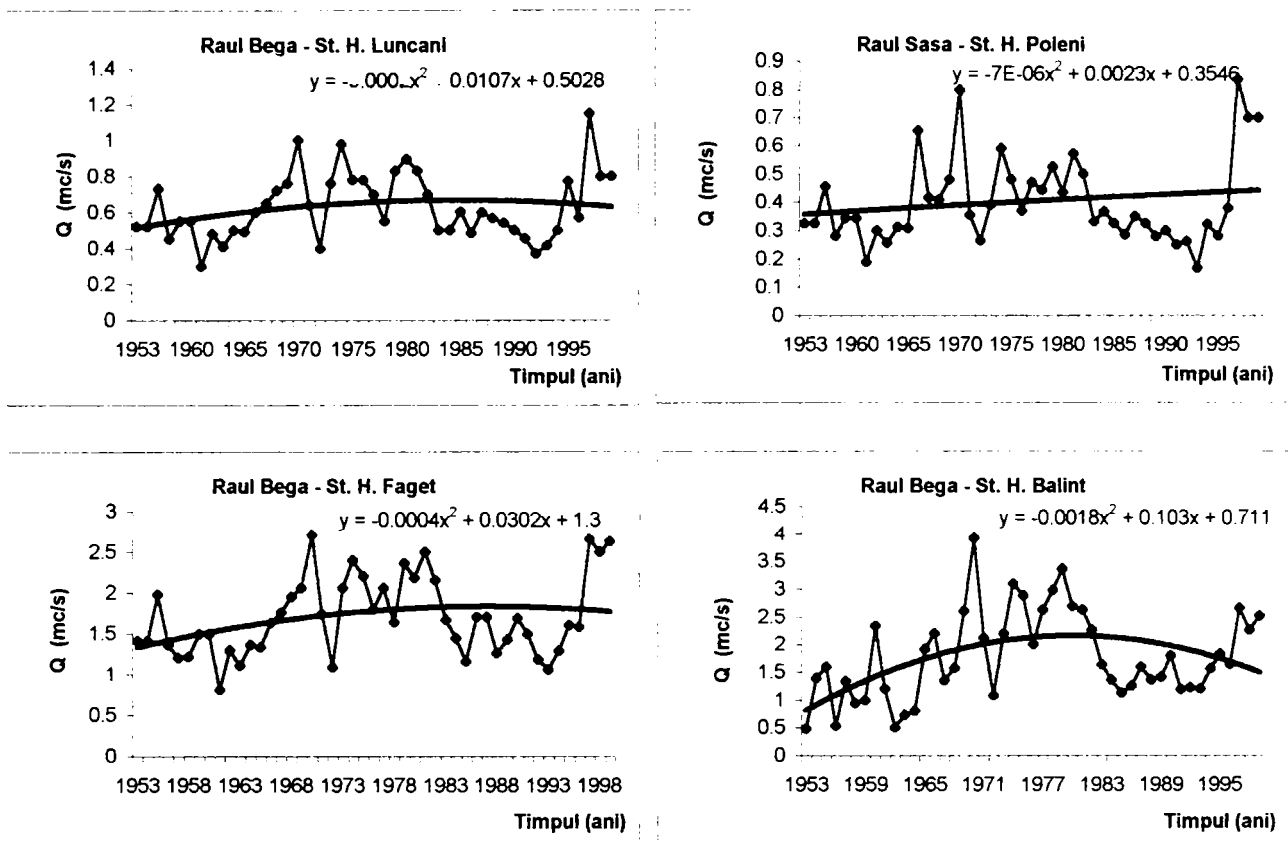 Raul Bega - St. H. Luncani
x² 0.0107x + 0.5028
1.4
1.2
1
0.8
0.6
0.4
0.2
0
Q (mc/s)
1953 1960 1965 1970 1975 1980 1985 1990 1995
Timpul (ani)
Raul Sasa - St. H. Poleni
y = -7E-06x² + 0.0023x + 0.3546
0.9
0.8
0.7
0.6
0.5
0.4
0.3
0.2
0.1
0
Q (mc/s)
1953 1960 1965 1970 1975 1980 1985 1990 1995
Timpul (ani)
Raul Bega - St. H. Faget
y = -0.0004x² + 0.0302x + 1.3
3
2.5
2
1.5
1
0.5
0
Q (mc/s)
1953 1958 1963 1968 1973 1978 1983 1988 1993 1998
Timpul (ani)
Raul Bega - St. H. Balint
y = -0.0018x² + 0.103x + 0.711
4.5
4
3.5
3
2.5
2
1.5
1
0.5
0
Q (mc/s)
1953 1959 1965 1971 1977 1983 1989 1995
Timpul (ani)